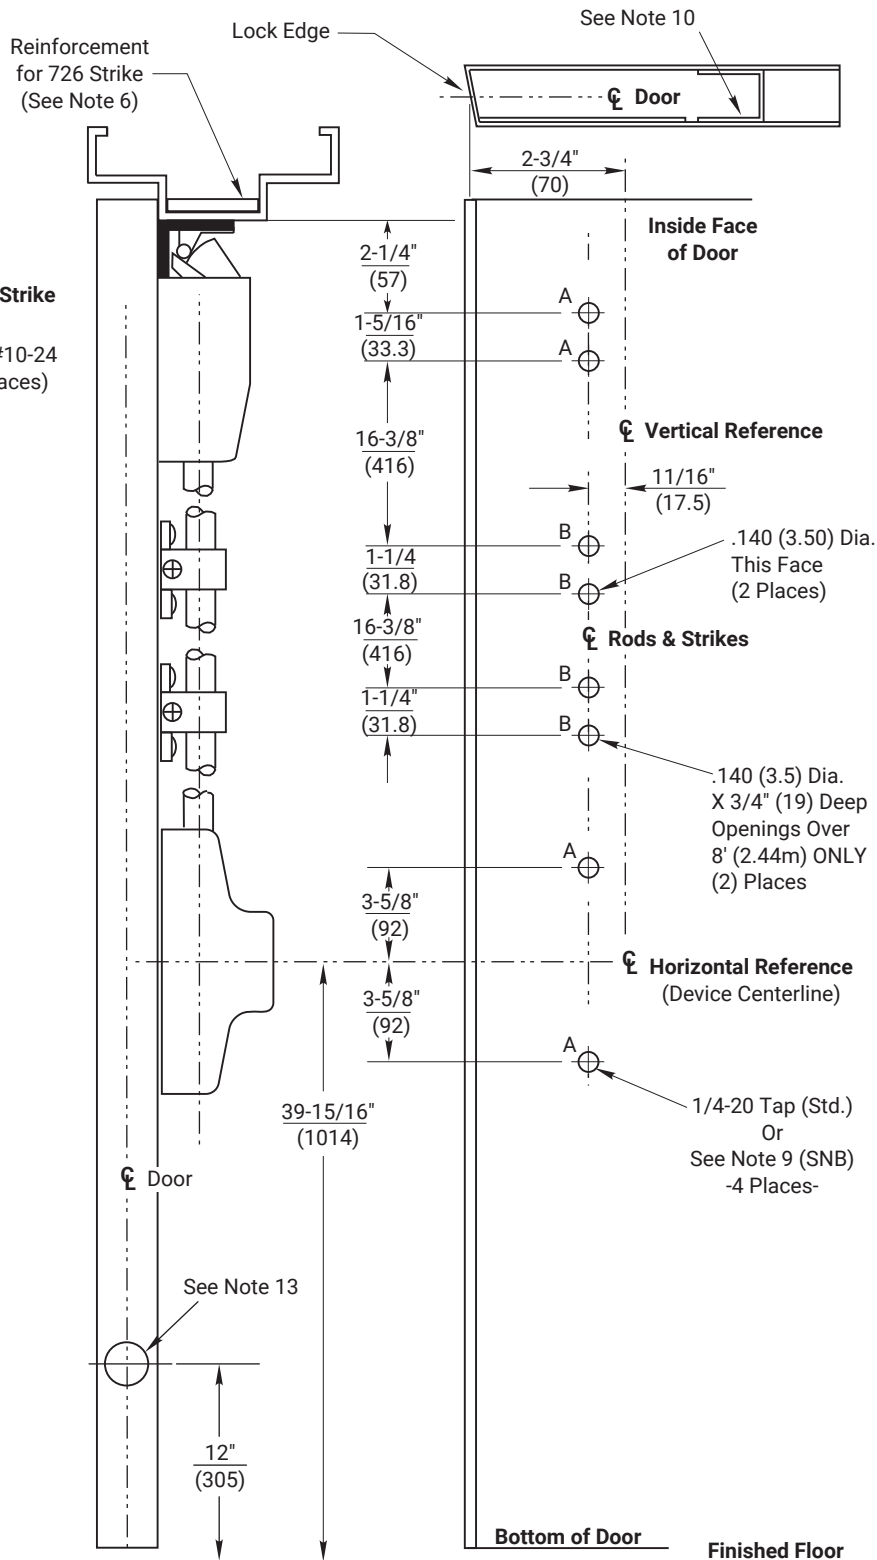 See Note 10
Lock Edge
Reinforcement
for 726 Strike
(See Note 6)
℄ Door
2-3/4"
(70)
Inside Face
of Door
2-1/4"
(57)
Strike
A
1-5/16"
(33.3)
#10-24
aces)
A
℄ Vertical Reference
16-3/8"
(416)
11/16"
(17.5)
B
.140 (3.50) Dia.
This Face
(2 Places)
1-1/4
(31.8)
B
16-3/8"
(416)
℄ Rods & Strikes
B
1-1/4"
(31.8)
B
.140 (3.5) Dia.
X 3/4" (19) Deep
Openings Over
8' (2.44m) ONLY
(2) Places
A
3-5/8"
(92)
℄ Horizontal Reference
(Device Centerline)
3-5/8"
(92)
A
39-15/16"
(1014)
1/4-20 Tap (Std.)
Or
See Note 9 (SNB)
-4 Places-
℄ Door
See Note 13
12"
(305)
Bottom of Door
Finished Floor